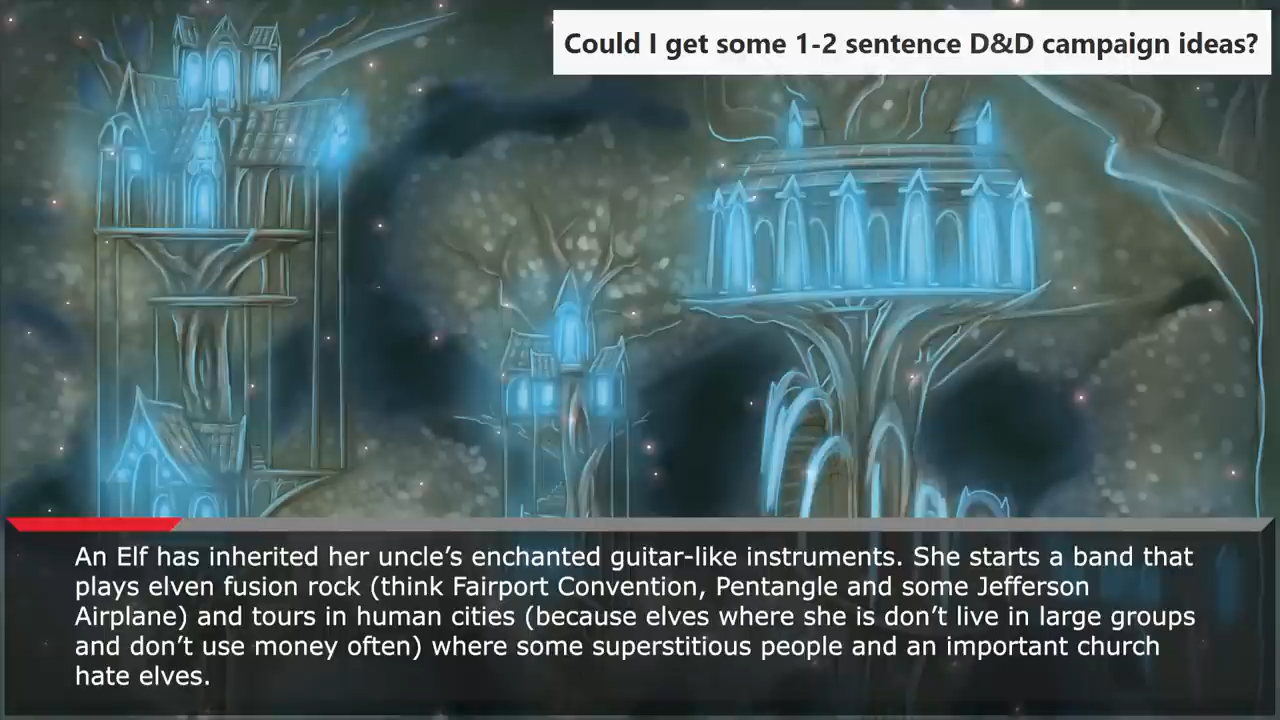 Could I get some 1-2 sentence D&D campaign ideas?
An Elf has inherited her uncle’s enchanted guitar-like instruments. She starts a band that
plays elven fusion rock (think Fairport Convention, Pentangle and some Jefferson
Airplane) and tours in human cities (because elves where she is don’t live in large groups
and don’t use money often) where some superstitious people and an important church
hate elves.